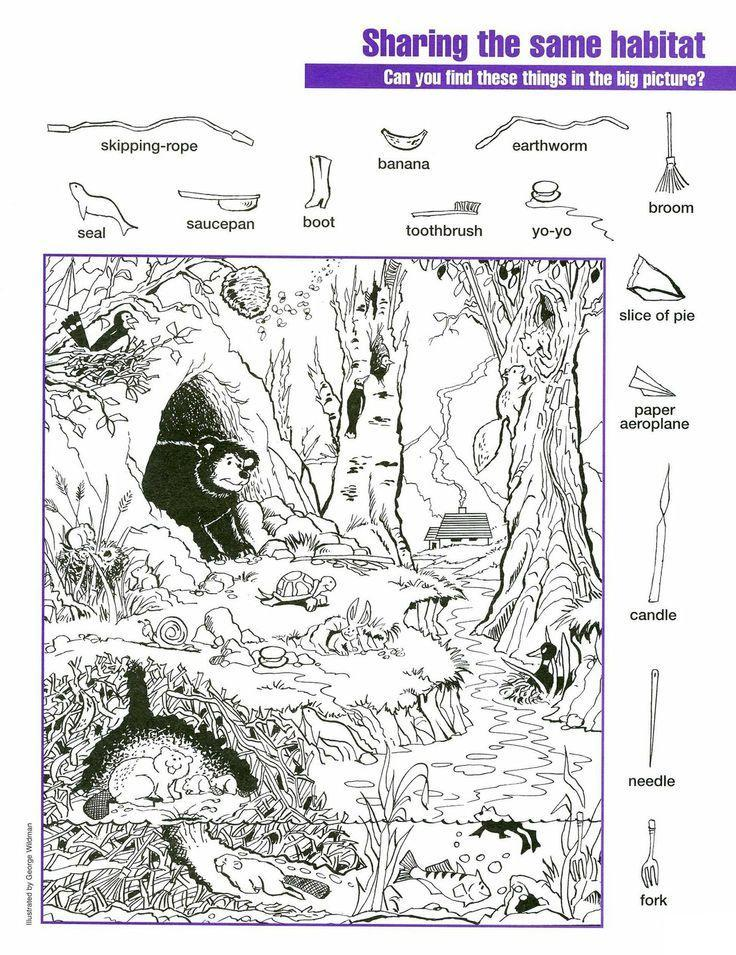 Sharing the same habitat
Can you find these things in the big picture?
skipping-rope
banana
earthworm
broom
seal
saucepan
boot
toothbrush
yo-yo
slice of pie
paper
aeroplane
candle
needle
fork
Illustrated by George Wildman